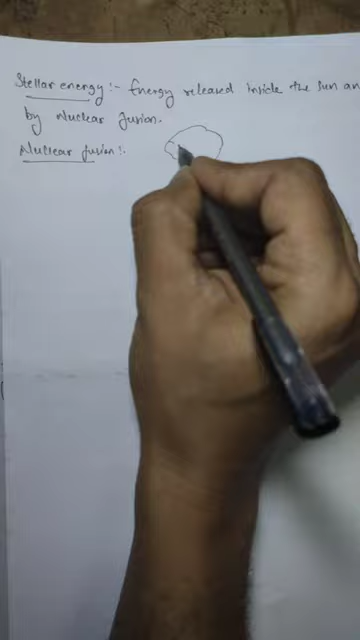 Stellar energy :- Energy released inside the sun an
by Nuclear fusion.
Nuclear fusion :-